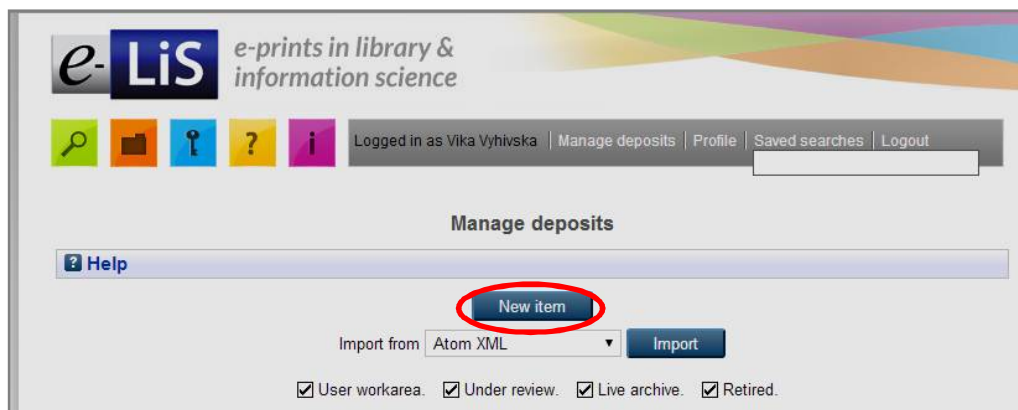 e-LiS e-prints in library &
information science
? i Logged in as Vika Vyhivska | Manage deposits | Profile | Saved searches | Logout
Manage deposits
? Help
New item
Import from Atom XML Import
User workarea. Under review. Live archive. Retired.